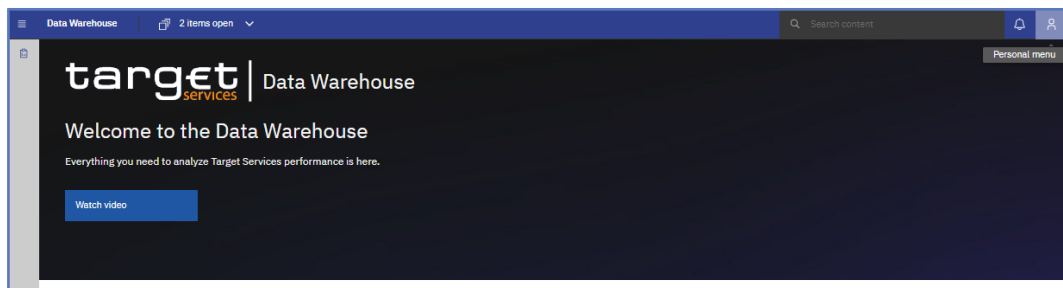 Data Warehouse
2 items open
Search content
Personal menu
target
services
Data Warehouse
Welcome to the Data Warehouse
Everything you need to analyze Target Services performance is here.
Watch video